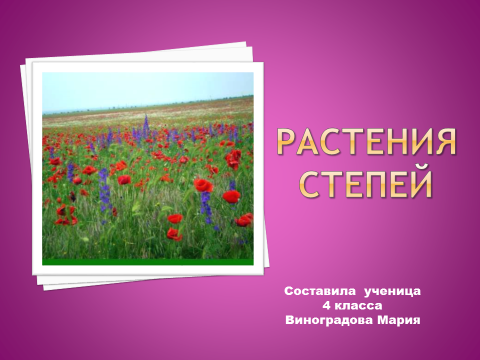 РАСТЕНИЯ
СТЕПЕЙ
Составила ученица
4 класса
Виноградова Мария